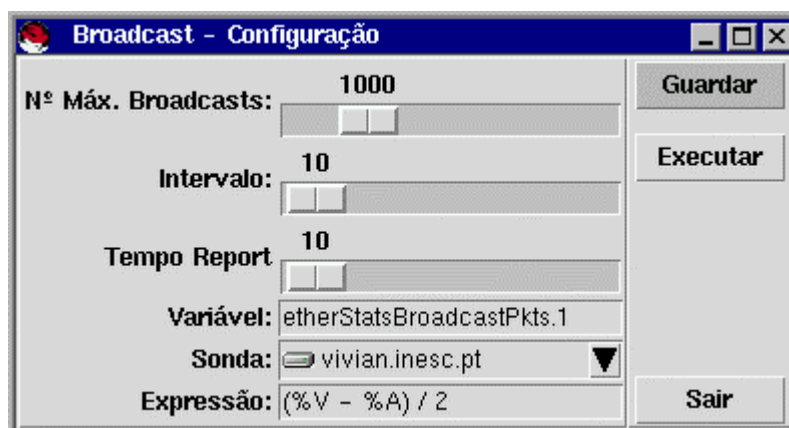 Broadcast - Configuração
1000
Nº Máx. Broadcasts:
Guardar
10
Intervalo:
Executar
10
Tempo Report
Variável: etherStatsBroadcastPkts.1
Sonda: vivian.inesc.pt
Expressão: (%V - %A) / 2
Sair